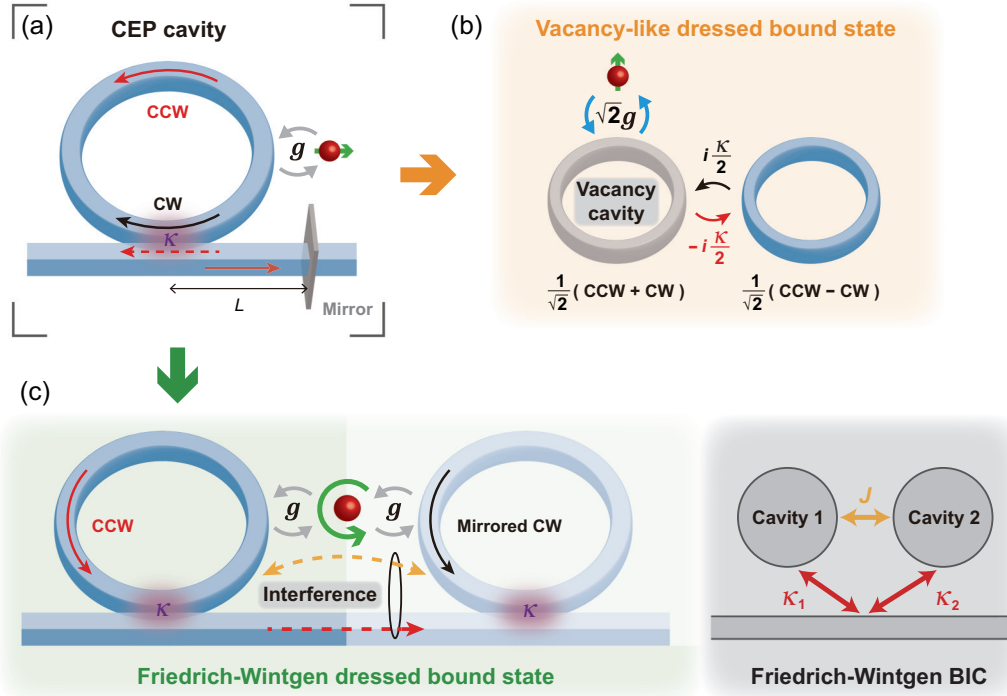 (a)
CEP cavity
CCW
g
CW
κ
L
Mirror
(b)
Vacancy-like dressed bound state
√2g
i κ/2
Vacancy
cavity
−i κ/2
1/√2 ( CCW + CW )
1/√2 ( CCW − CW )
(c)
CCW
g
g
Mirrored CW
Interference
κ
κ
Friedrich-Wintgen dressed bound state
J
Cavity 1
Cavity 2
κ1
κ2
Friedrich-Wintgen BIC